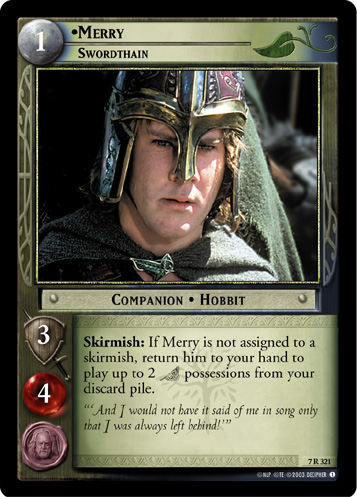 1
•Merry
Swordthain
Companion • Hobbit
3
4
Skirmish: If Merry is not assigned to a
skirmish, return him to your hand to
play up to 2 possessions from your
discard pile.
“‘And I would not have it said of me in song only
that I was always left behind!’”
7 R 321
©NLP ™TE ©2003 DECIPHER 1